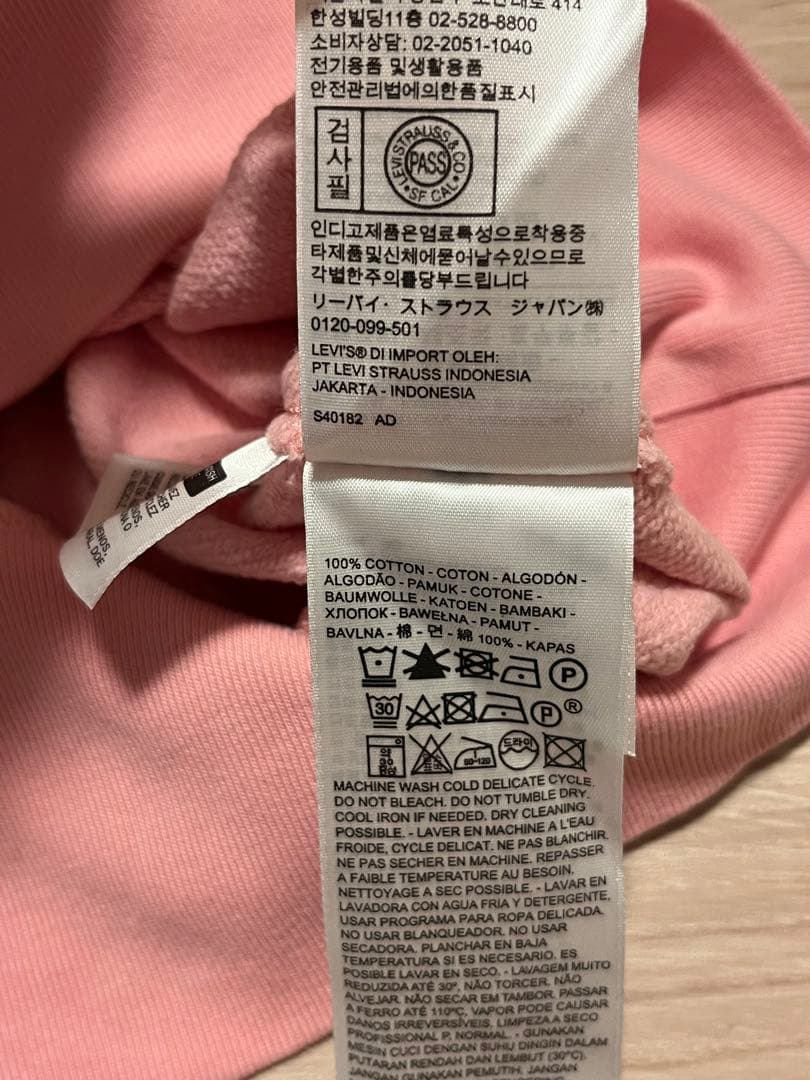 414
한성빌딩11층 02-528-8800
소비자상담: 02-2051-1040
전기용품 및생활용품
안전관리법에의한품질표시
검사필
LEVI STRAUSS & CO
PASS
SF CAL
인디고제품은염료특성으로착용중
타제품및신체에묻어날수있으므로
각별한주의를당부드립니다
リーバイ・ストラウス ジャパン㈱
0120-099-501
LEVI'S® DI IMPORT OLEH:
PT LEVI STRAUSS INDONESIA
JAKARTA - INDONESIA
S40182 AD
100% COTTON - COTON - ALGODÓN -
ALGODÃO - PAMUK - COTONE -
BAUMWOLLE - KATOEN - BAMBAKI -
ХЛОПОК - BAWEŁNA - PAMUT -
BAVLNA - 棉 - 면 - 綿 100% - KAPAS
P
30 P ®
약 30 중성 80-120 드라이
MACHINE WASH COLD DELICATE CYCLE.
DO NOT BLEACH. DO NOT TUMBLE DRY.
COOL IRON IF NEEDED. DRY CLEANING
POSSIBLE. - LAVER EN MACHINE A L'EAU
FROIDE, CYCLE DELICAT. NE PAS BLANCHIR.
NE PAS SECHER EN MACHINE. REPASSER
A FAIBLE TEMPERATURE AU BESOIN.
NETTOYAGE A SEC POSSIBLE. - LAVAR EN
LAVADORA CON AGUA FRIA Y DETERGENTE,
USAR PROGRAMA PARA ROPA DELICADA.
NO USAR BLANQUEADOR. NO USAR
SECADORA. PLANCHAR EN BAJA
TEMPERATURA SI ES NECESARIO. ES
POSIBLE LAVAR EN SECO. - LAVAGEM MUITO
REDUZIDA ATÉ 30º, NÃO TORCER. NÃO
ALVEJAR. NÃO SECAR EM TAMBOR. PASSAR
A FERRO ATÉ 110ºC, VAPOR PODE CAUSAR
DANOS IRREVERSÍVEIS. LIMPEZA A SECO
PROFISSIONAL P, NORMAL. - GUNAKAN
MESIN CUCI DENGAN SUHU DINGIN DALAM
PUTARAN RENDAH DAN LEMBUT (30°C).
JANGAN GUNAKAN PEMUTIH. JANGAN